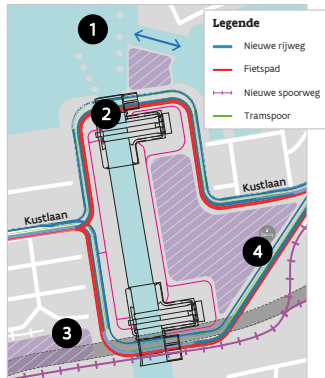 1
Legende
Nieuwe rijweg
Fietspad
Nieuwe spoorweg
Tramspoor
2
Kustlaan
Kustlaan
4
3